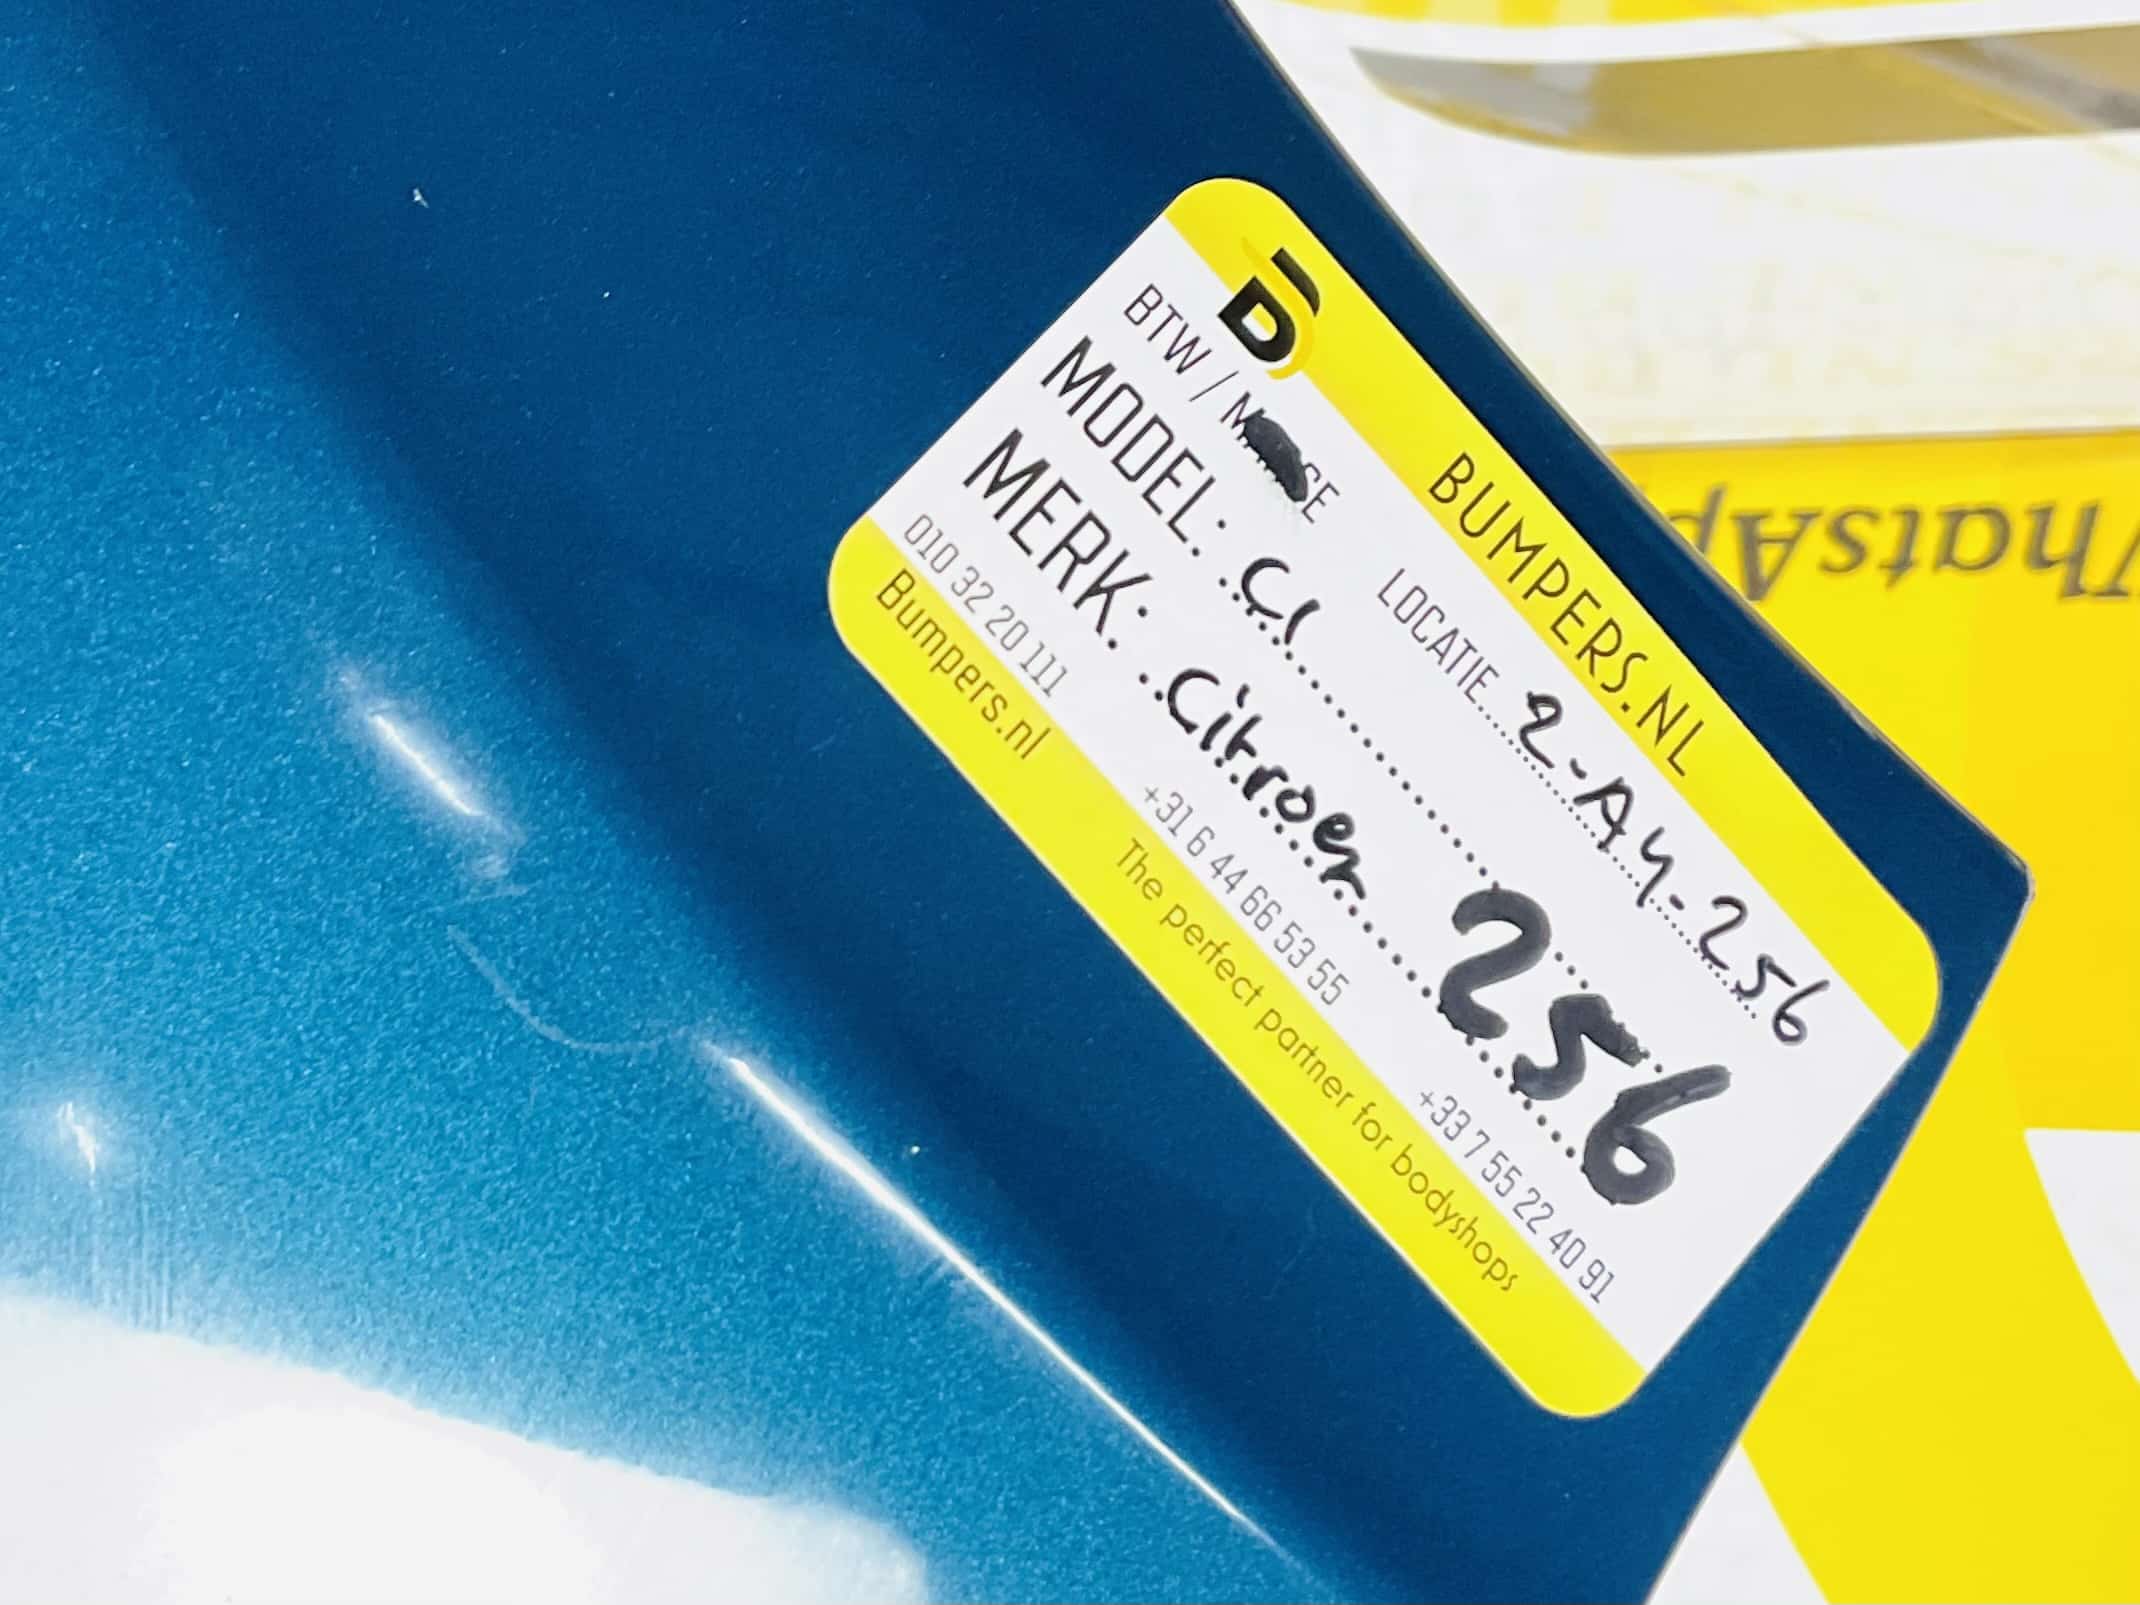 BUMPERS.NL
LOCATIE 2-A4-256
BTW /
MODEL: C1
MERK: Citroen 256
010 32 20 111 +31 6 44 66 53 55 +33 7 55 22 40 91
Bumpers.nl The perfect partner for bodyshops